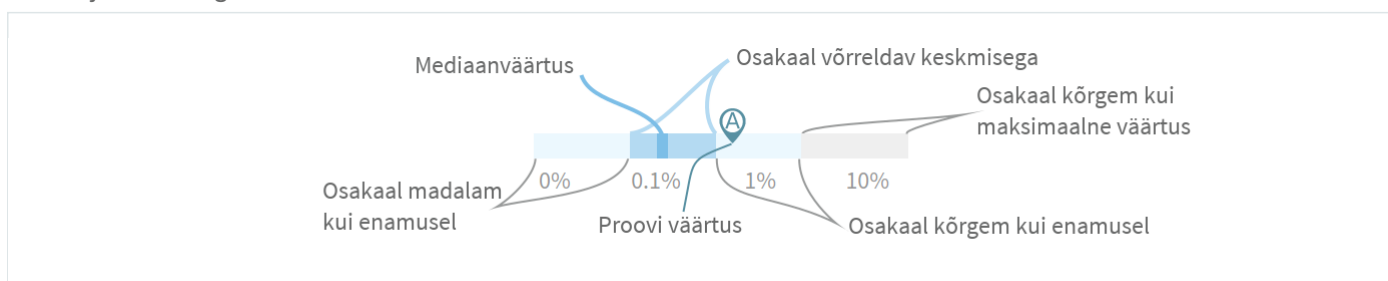 Mediaanväärtus
Osakaal võrreldav keskmisega
Osakaal kõrgem kui
maksimaalne väärtus
A
0%
0.1%
1%
10%
Osakaal madalam
kui enamusel
Proovi väärtus
Osakaal kõrgem kui enamusel